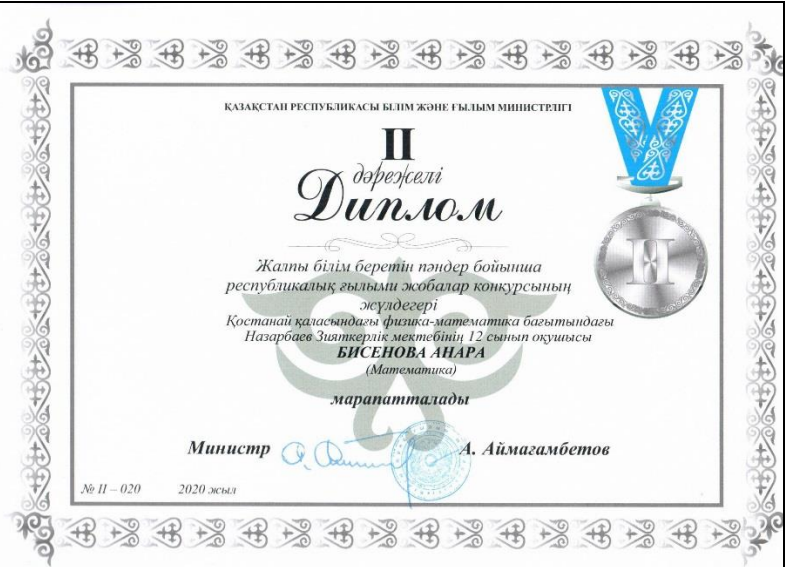 ҚАЗАҚСТАН РЕСПУБЛИКАСЫ БІЛІМ ЖӘНЕ ҒЫЛЫМ МИНИСТРЛІГІ
II
дәрежелі
Диплом
II
Жалпы білім беретін пәндер бойынша
республикалық ғылыми жобалар конкурсының
жүлдегері
Қостанай қаласындағы физика-математика бағытындағы
Назарбаев Зияткерлік мектебінің 12 сынып оқушысы
БИСЕНОВА АНАРА
(Математика)
марапатталады
Министр А. Аймагамбетов
№ II – 020 2020 жыл